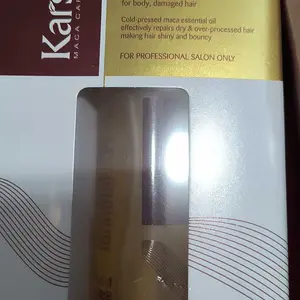 Kars
MACA CAR
for body, damaged hair
Cold-pressed maca essential oil
effectively repairs dry & over-processed hair
making hair shiny and bouncy
FOR PROFESSIONAL SALON ONLY